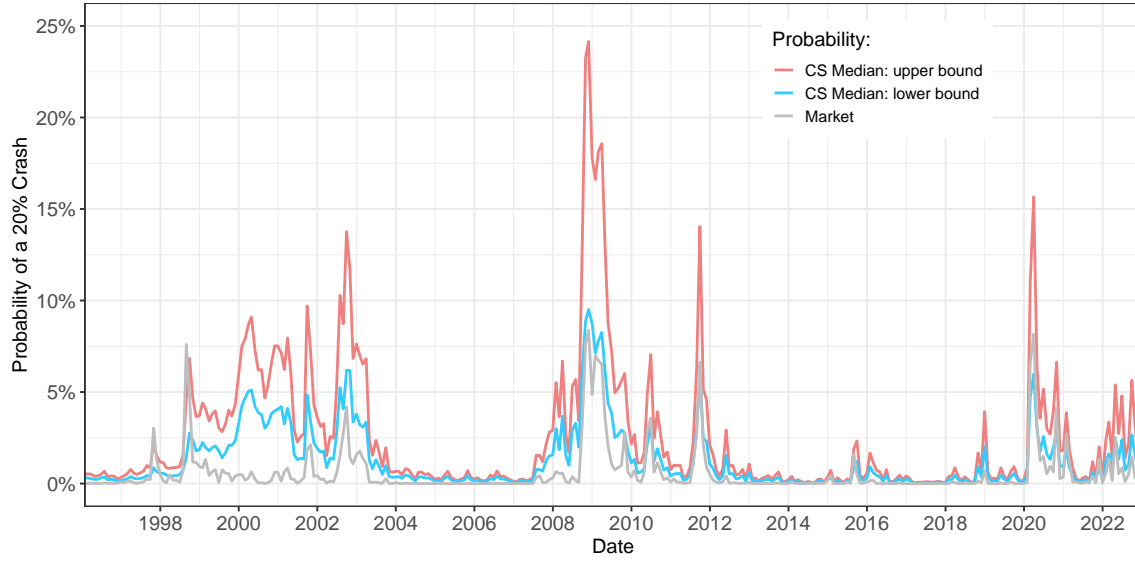 Probability of a 20% Crash
25%
20%
15%
10%
5%
0%
Probability:
CS Median: upper bound
CS Median: lower bound
Market
1998 2000 2002 2004 2006 2008 2010 2012 2014 2016 2018 2020 2022
Date